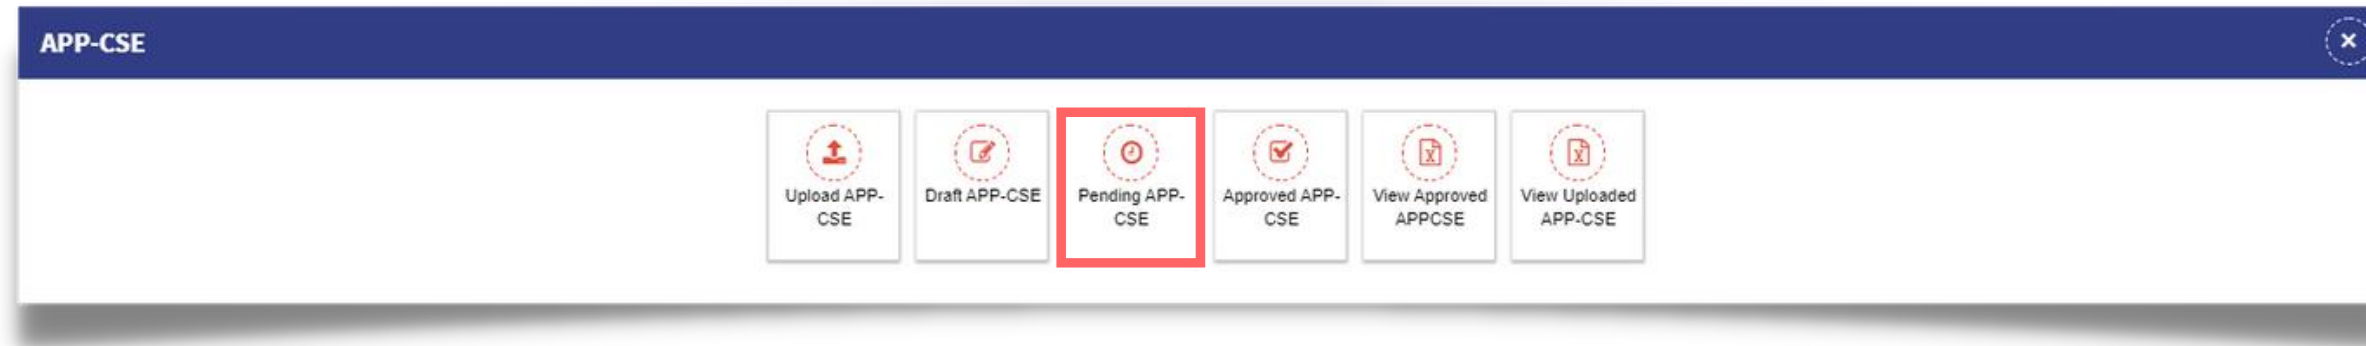 APP-CSE
Upload APP-
CSE
Draft APP-CSE
Pending APP-
CSE
Approved APP-
CSE
View Approved
APPCSE
View Uploaded
APP-CSE